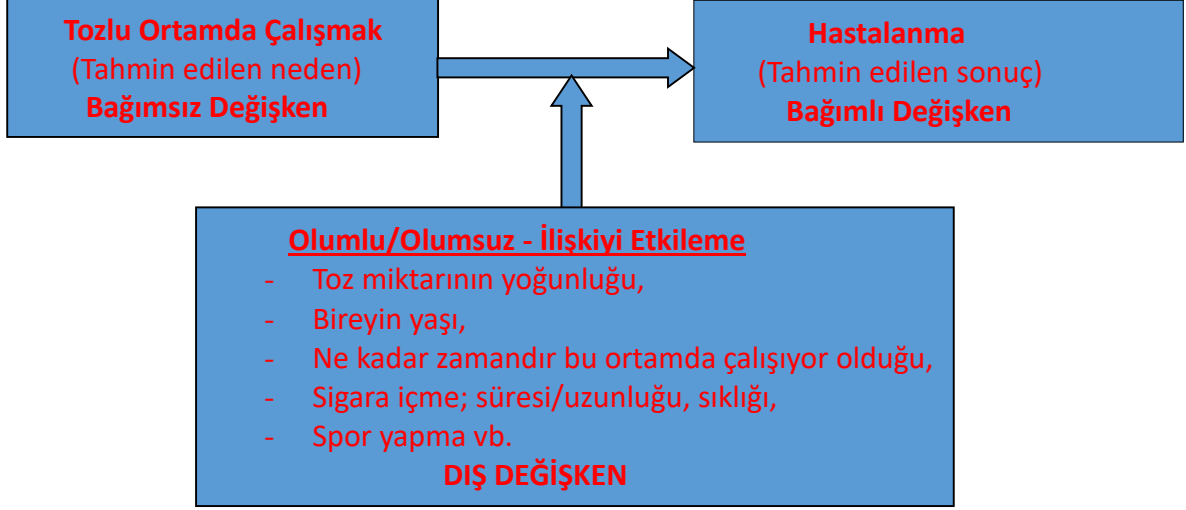 Tozlu Ortamda Çalışmak
(Tahmin edilen neden)
Bağımsız Değişken
Hastalanma
(Tahmin edilen sonuç)
Bağımlı Değişken
Olumlu/Olumsuz - İlişkiyi Etkileme
- Toz miktarının yoğunluğu,
- Bireyin yaşı,
- Ne kadar zamandır bu ortamda çalışıyor olduğu,
- Sigara içme; süresi/uzunluğu, sıklığı,
- Spor yapma vb.
DIŞ DEĞİŞKEN